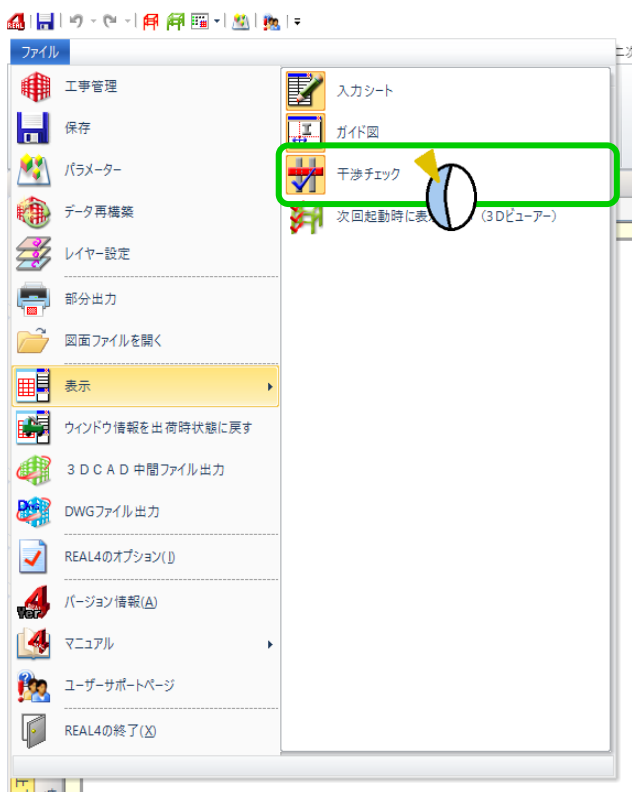 ファイル
工事管理
保存
パラメーター
データ再構築
レイヤー設定
部分出力
図面ファイルを開く
表示
ウィンドウ情報を出荷時状態に戻す
３ＤＣＡＤ中間ファイル出力
DWGファイル出力
REAL4のオプション(J)
バージョン情報(A)
マニュアル
ユーザーサポートページ
REAL4の終了(X)
入力シート
ガイド図
干渉チェック
次回起動時に表 (3Dビューアー)